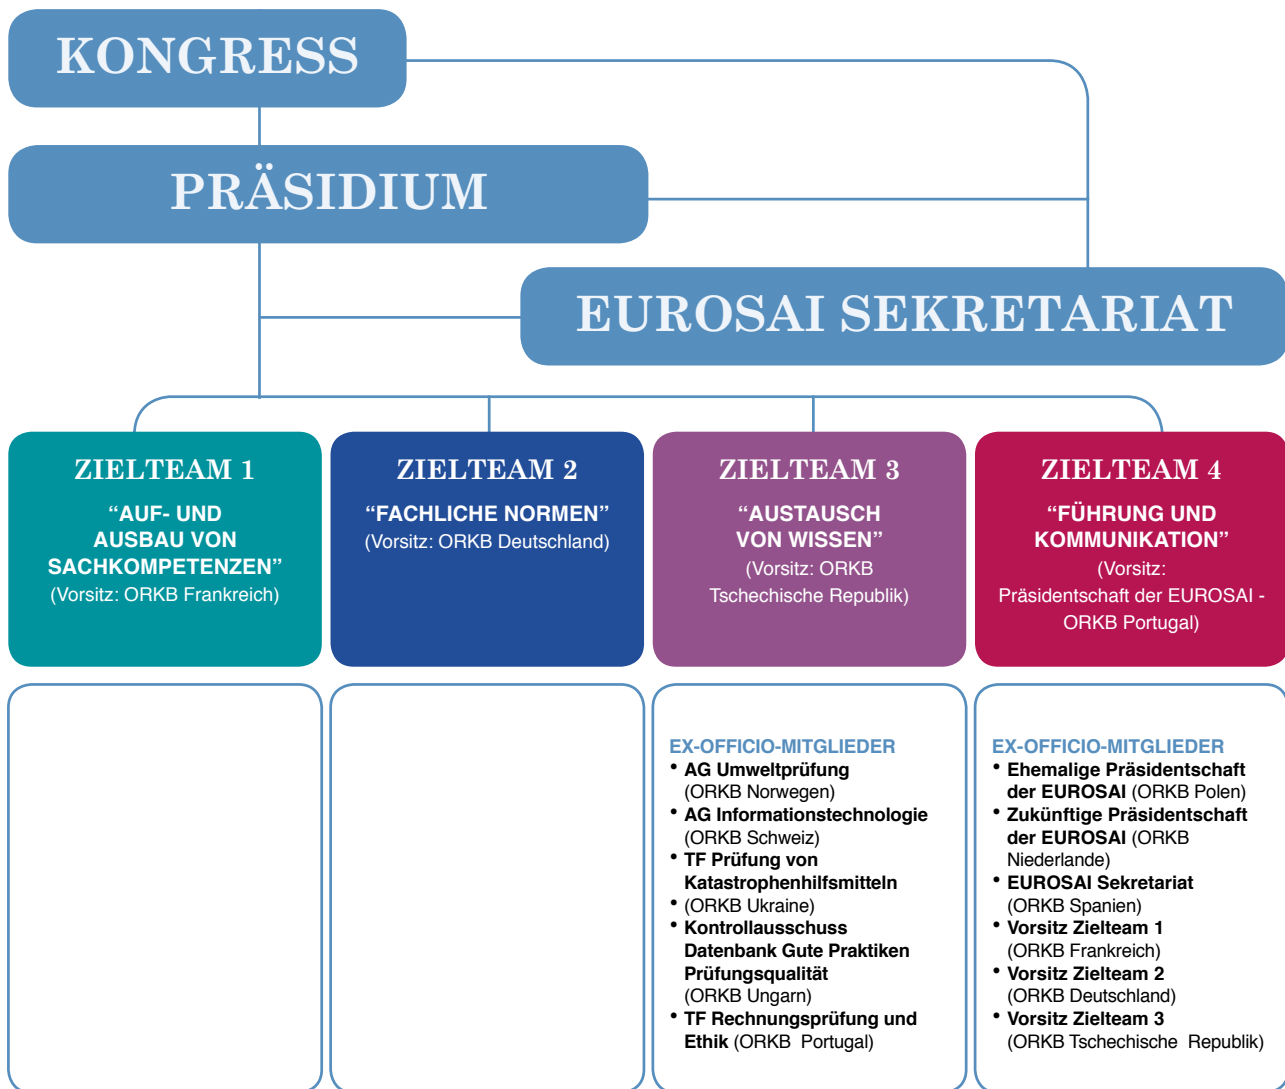 KONGRESS
PRÄSIDIUM
EUROSAI SEKRETARIAT
ZIELTEAM 1
“AUF- UND
AUSBAU VON
SACHKOMPETENZEN”
(Vorsitz: ORKB Frankreich)
ZIELTEAM 2
“FACHLICHE NORMEN”
(Vorsitz: ORKB Deutschland)
ZIELTEAM 3
“AUSTAUSCH
VON WISSEN”
(Vorsitz: ORKB
Tschechische Republik)
ZIELTEAM 4
“FÜHRUNG UND
KOMMUNIKATION”
(Vorsitz:
Präsidentschaft der EUROSAI -
ORKB Portugal)
EX-OFFICIO-MITGLIEDER
• AG Umweltprüfung
(ORKB Norwegen)
• AG Informationstechnologie
(ORKB Schweiz)
• TF Prüfung von
Katastrophenhilfsmitteln
• (ORKB Ukraine)
• Kontrollausschuss
Datenbank Gute Praktiken
Prüfungsqualität
(ORKB Ungarn)
• TF Rechnungsprüfung und
Ethik (ORKB Portugal)
EX-OFFICIO-MITGLIEDER
• Ehemalige Präsidentschaft
der EUROSAI (ORKB Polen)
• Zukünftige Präsidentschaft
der EUROSAI (ORKB
Niederlande)
• EUROSAI Sekretariat
(ORKB Spanien)
• Vorsitz Zielteam 1
(ORKB Frankreich)
• Vorsitz Zielteam 2
(ORKB Deutschland)
• Vorsitz Zielteam 3
(ORKB Tschechische Republik)